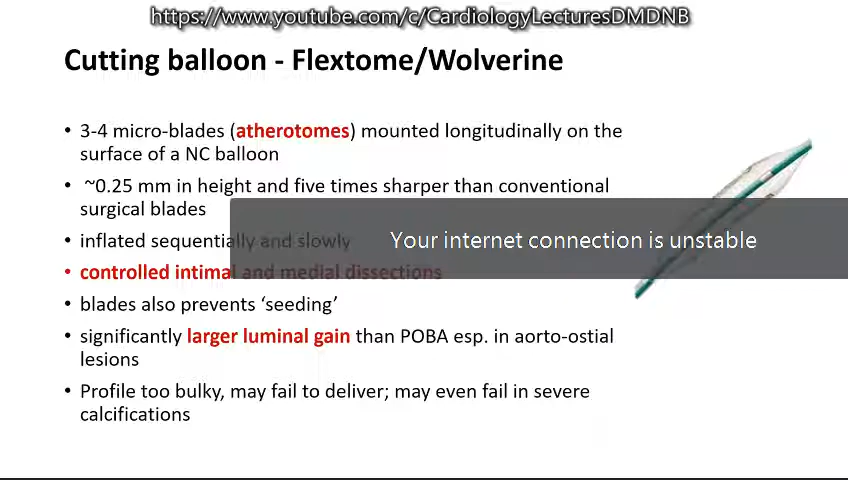 https://www.youtube.com/c/CardiologyLecturesDMDNB
Cutting balloon - Flextome/Wolverine
• 3-4 micro-blades (atherotomes) mounted longitudinally on the
surface of a NC balloon
• ~0.25 mm in height and five times sharper than conventional
surgical blades
• inflated sequentially and slowly
Your internet connection is unstable
• controlled intimal and medial dissections
• blades also prevents ‘seeding’
• significantly larger luminal gain than POBA esp. in aorto-ostial
lesions
• Profile too bulky, may fail to deliver; may even fail in severe
calcifications